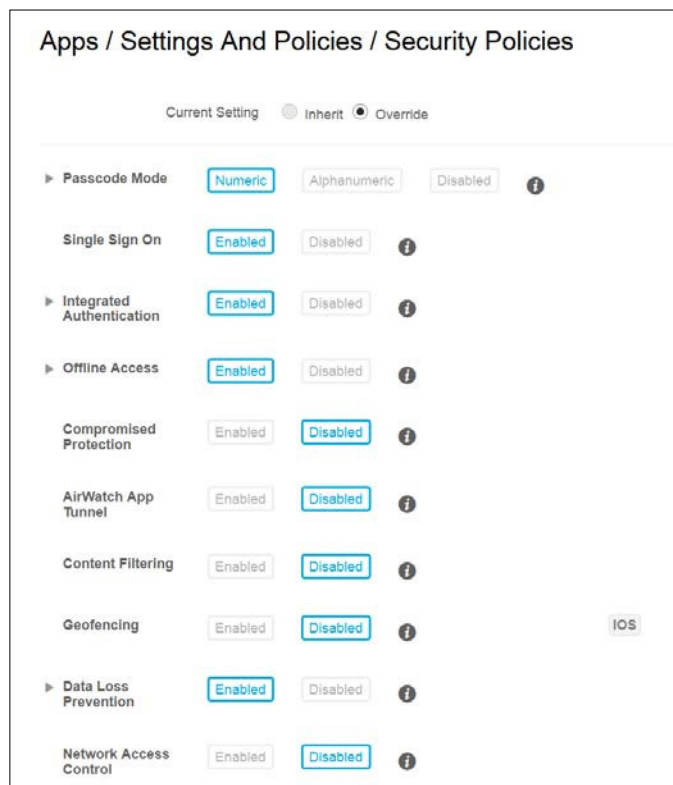 Apps / Settings And Policies / Security Policies
Current Setting Inherit Override
Passcode Mode Numeric Alphanumeric Disabled i
Single Sign On Enabled Disabled i
Integrated
Authentication Enabled Disabled i
Offline Access Enabled Disabled i
Compromised
Protection Enabled Disabled i
AirWatch App
Tunnel Enabled Disabled i
Content Filtering Enabled Disabled i
Geofencing Enabled Disabled i IOS
Data Loss
Prevention Enabled Disabled i
Network Access
Control Enabled Disabled i